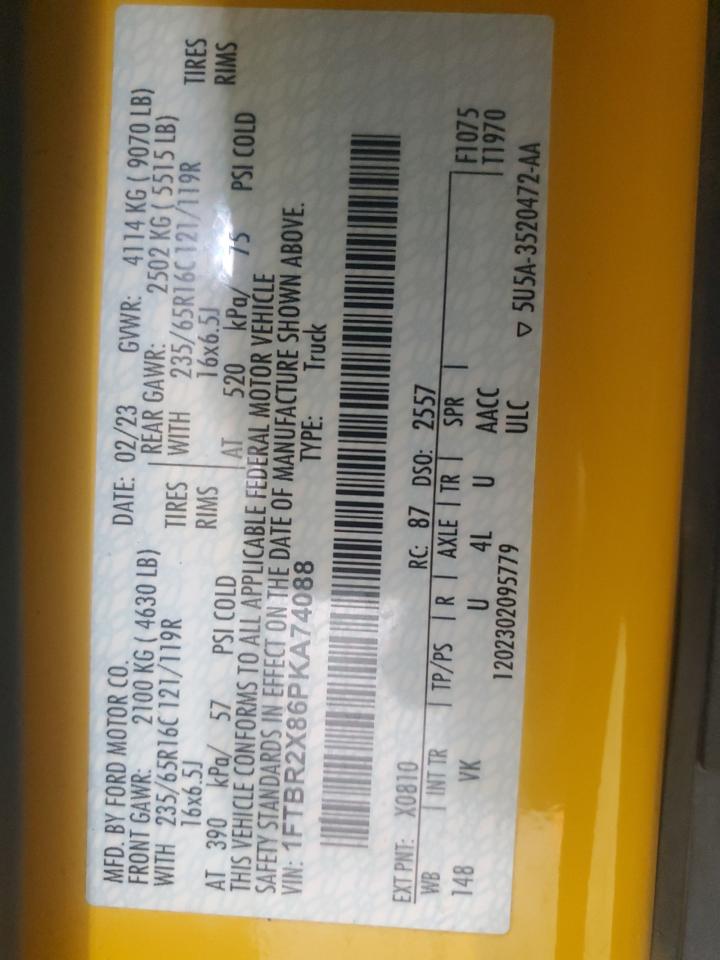 MFD. BY FORD MOTOR CO. DATE: 02/23 GVWR: 4114 KG ( 9070 LB)
FRONT GAWR: 2100 KG ( 4630 LB) REAR GAWR: 2502 KG ( 5515 LB)
WITH 235/65R16C 121/119R TIRES WITH 235/65R16C 121/119R TIRES
16x6.5J RIMS 16x6.5J RIMS
AT 390 kPa/ 57 PSI COLD AT 520 kPa/ 75 PSI COLD
THIS VEHICLE CONFORMS TO ALL APPLICABLE FEDERAL MOTOR VEHICLE
SAFETY STANDARDS IN EFFECT ON THE DATE OF MANUFACTURE SHOWN ABOVE.
VIN: 1FTBR2X86PKA74088 TYPE: Truck
EXT PNT: X0810 RC: 87 DSO: 2557
WB INT TR TP/PS R AXLE TR SPR F1075
148 VK U 4L U AACC T1970
1202302095779 ULC
▽ 5U5A-3520472-AA